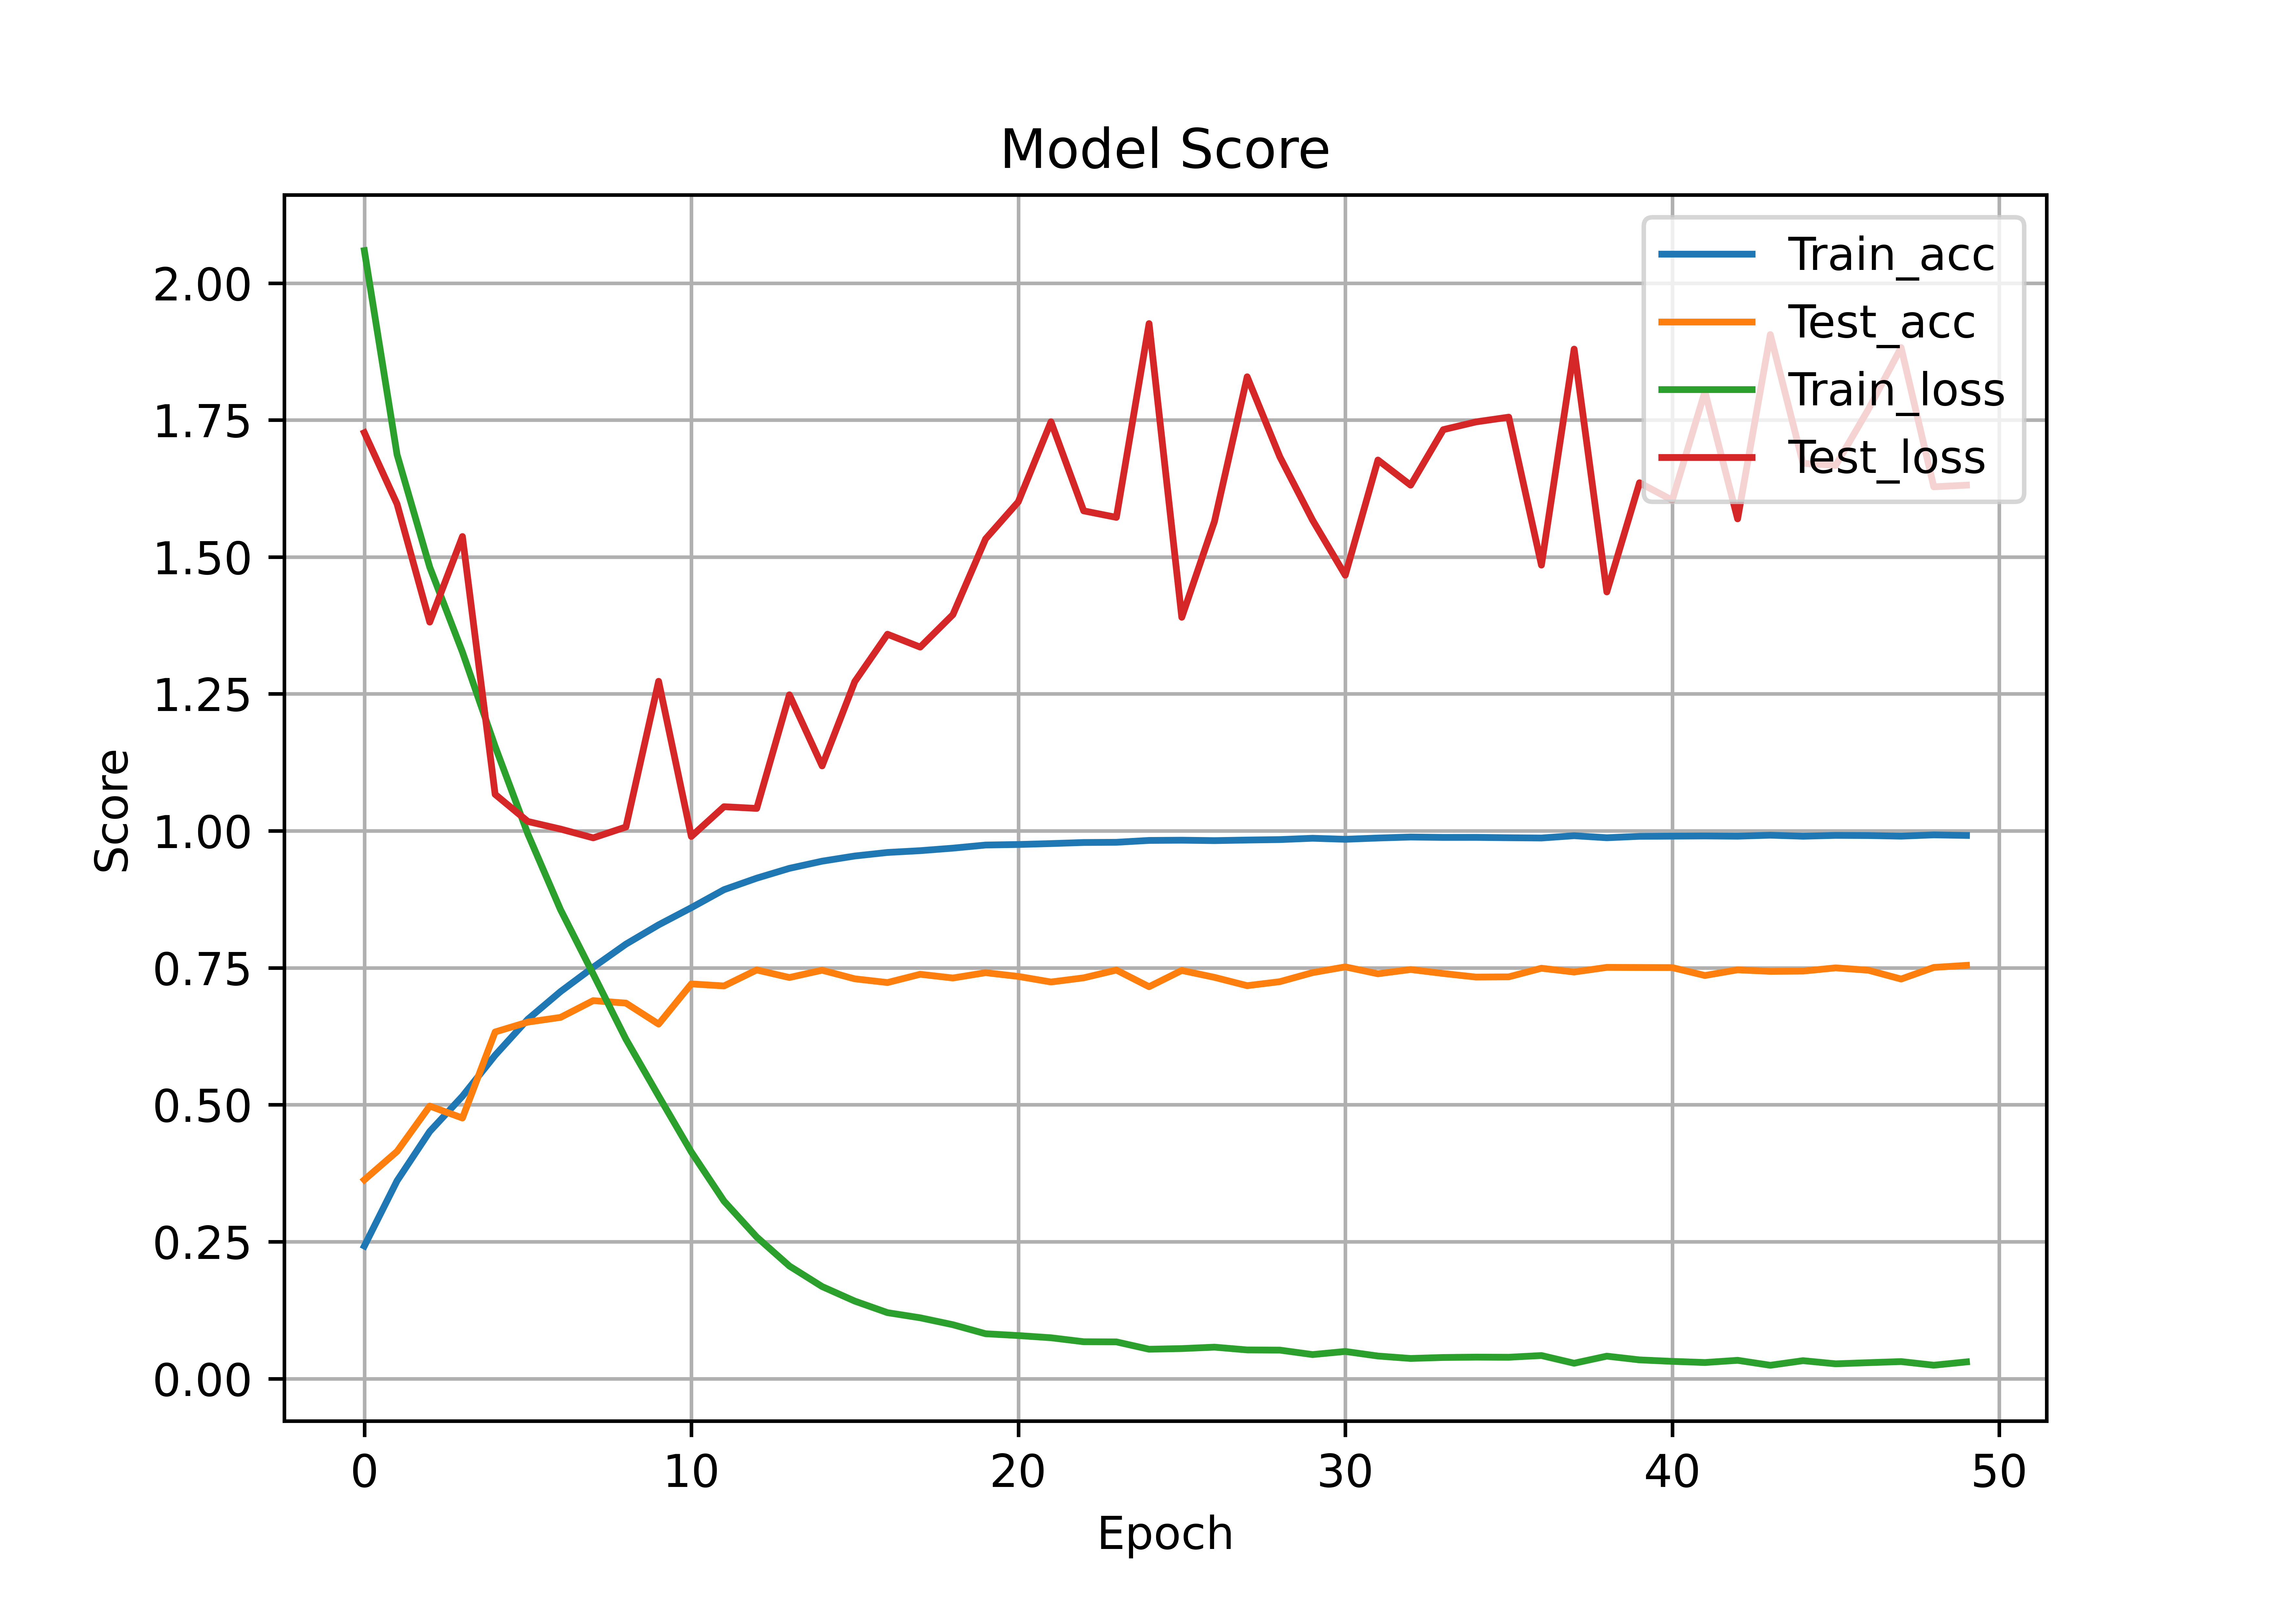 Model Score
Train_acc
Test_acc
Train_loss
Test_loss
2.00
1.75
1.50
1.25
1.00
0.75
0.50
0.25
0.00
Score
0 10 20 30 40 50
Epoch